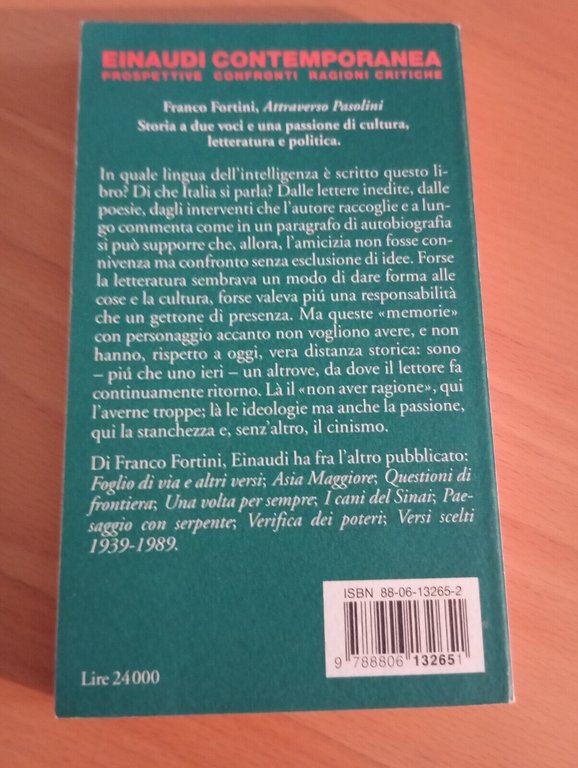 EINAUDI CONTEMPORANEA
PROSPETTIVE CONFRONTI RAGIONI CRITICHE
Franco Fortini, Attraverso Pasolini
Storia a due voci e una passione di cultura,
letteratura e politica.
In quale lingua dell'intelligenza è scritto questo li-
bro? Di che Italia si parla? Dalle lettere inedite, dalle
poesie, dagli interventi che l'autore raccoglie e a lun-
go commenta come in un paragrafo di autobiografia
si può supporre che, allora, l'amicizia non fosse con-
nivenza ma confronto senza esclusione di idee. Forse
la letteratura sembrava un modo di dare forma alle
cose e la cultura, forse valeva piú una responsabilità
che un gettone di presenza. Ma queste «memorie»
con personaggio accanto non vogliono avere, e non
hanno, rispetto a oggi, vera distanza storica: sono
– piú che uno ieri – un altrove, da dove il lettore fa
continuamente ritorno. Là il «non aver ragione», qui
l'averne troppe; là le ideologie ma anche la passione,
qui la stanchezza e, senz'altro, il cinismo.
Di Franco Fortini, Einaudi ha fra l'altro pubblicato:
Foglio di via e altri versi; Asia Maggiore; Questioni di
frontiera; Una volta per sempre; I cani del Sinai; Pae-
saggio con serpente; Verifica dei poteri; Versi scelti
1939-1989.
ISBN 88-06-13265-2
9 788806 132651
Lire 24000